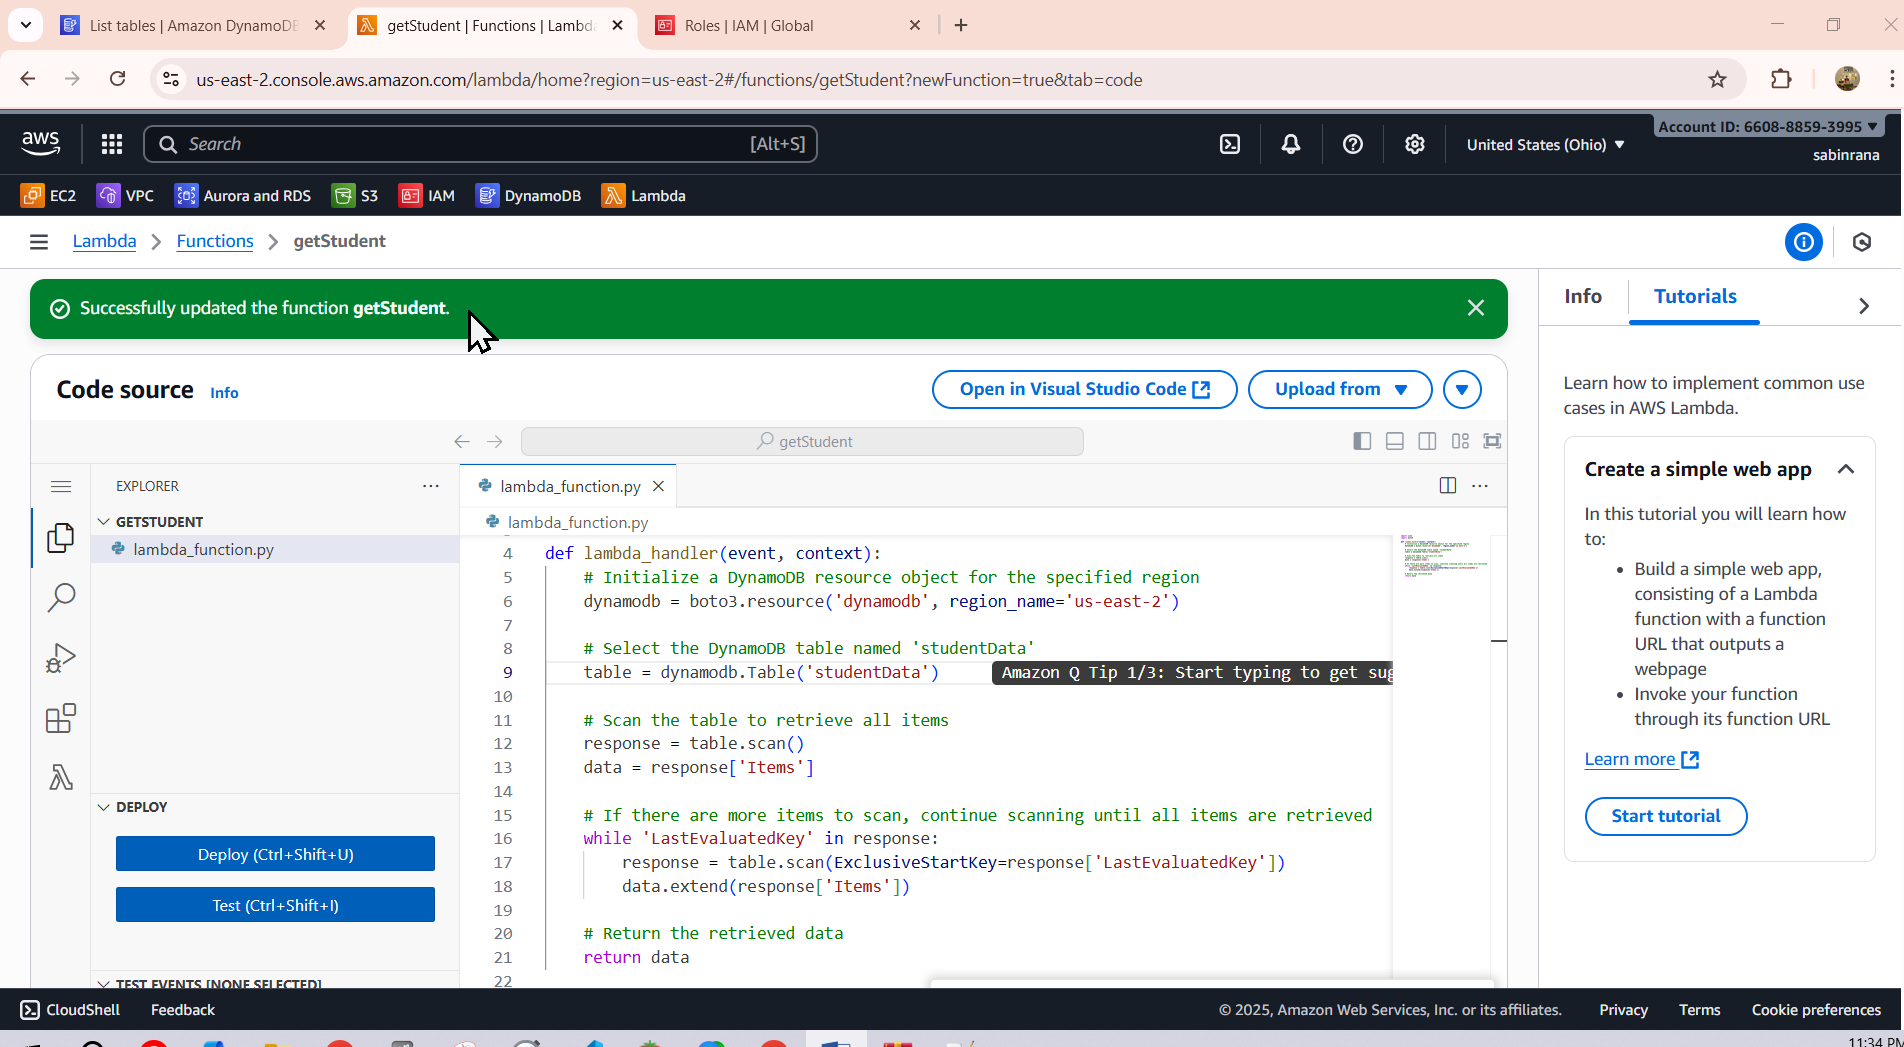 List tables | Amazon DynamoDB
getStudent | Functions | Lambda
Roles | IAM | Global
us-east-2.console.aws.amazon.com/lambda/home?region=us-east-2#/functions/getStudent?newFunction=true&tab=code
aws
Search
[Alt+S]
United States (Ohio)
Account ID: 6608-8859-3995
sabinrana
EC2
VPC
Aurora and RDS
S3
IAM
DynamoDB
Lambda
Lambda
Functions
getStudent
Successfully updated the function getStudent.
Info
Tutorials
Code source
Info
Open in Visual Studio Code
Upload from
getStudent
EXPLORER
GETSTUDENT
lambda_function.py
DEPLOY
Deploy (Ctrl+Shift+U)
Test (Ctrl+Shift+I)
TEST EVENTS [NONE SELECTED]
lambda_function.py
lambda_function.py
4 def lambda_handler(event, context):
5 # Initialize a DynamoDB resource object for the specified region
6 dynamodb = boto3.resource('dynamodb', region_name='us-east-2')
7
8 # Select the DynamoDB table named 'studentData'
9 table = dynamodb.Table('studentData') Amazon Q Tip 1/3: Start typing to get sug
10
11 # Scan the table to retrieve all items
12 response = table.scan()
13 data = response['Items']
14
15 # If there are more items to scan, continue scanning until all items are retrieved
16 while 'LastEvaluatedKey' in response:
17 response = table.scan(ExclusiveStartKey=response['LastEvaluatedKey'])
18 data.extend(response['Items'])
19
20 # Return the retrieved data
21 return data
22
Learn how to implement common use
cases in AWS Lambda.
Create a simple web app
In this tutorial you will learn how
to:
• Build a simple web app,
consisting of a Lambda
function with a function
URL that outputs a
webpage
• Invoke your function
through its function URL
Learn more
Start tutorial
CloudShell
Feedback
© 2025, Amazon Web Services, Inc. or its affiliates.
Privacy
Terms
Cookie preferences
11:34 PM